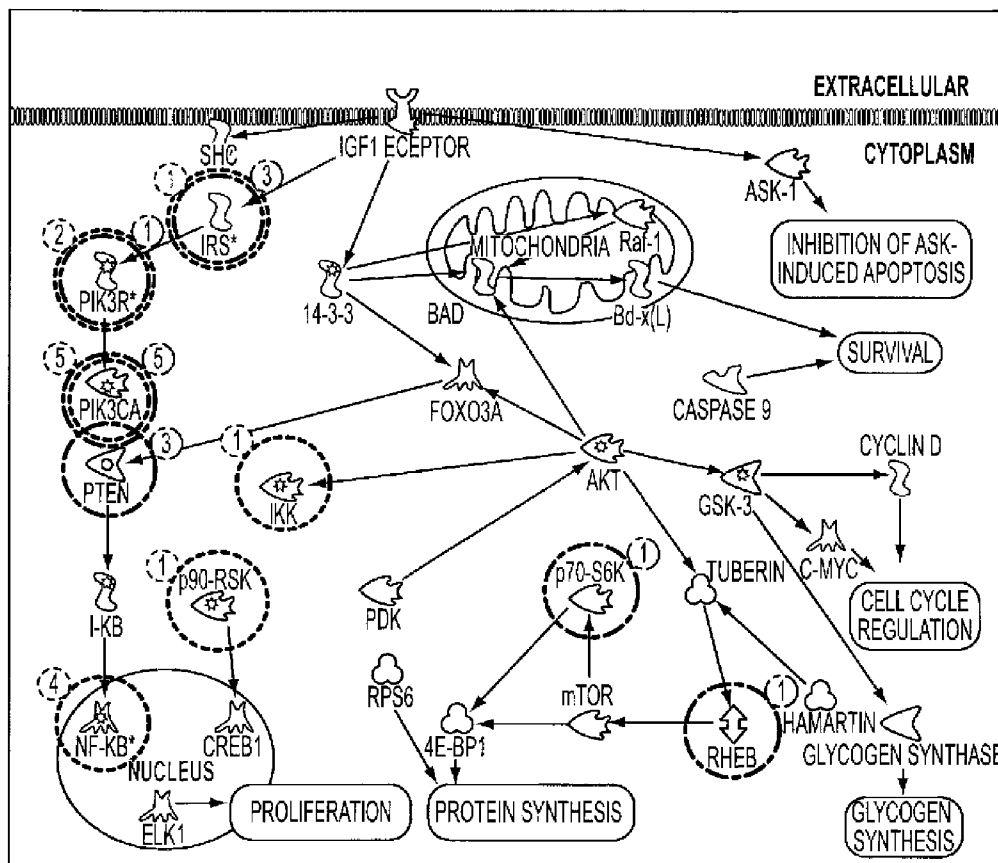 EXTRACELLULAR
CYTOPLASM
SHC
IGF1 ECEPTOR
ASK-1
3
IRS*
INHIBITION OF ASK-
INDUCED APOPTOSIS
2
1
PIK3R*
MITOCHONDRIA
Raf-1
14-3-3
BAD
Bd-x(L)
SURVIVAL
5
PIK3CA
FOXO3A
CASPASE 9
3
PTEN
1
IKK
AKT
GSK-3
CYCLIN D
C-MYC
1
p90-RSK
I-KB
PDK
p70-S6K
1
TUBERIN
CELL CYCLE
REGULATION
4
NF-KB*
CREB1
NUCLEUS
RPS6
4E-BP1
mTOR
RHEB
1
HAMARTIN
GLYCOGEN SYNTHASE
ELK1
PROLIFERATION
PROTEIN SYNTHESIS
GLYCOGEN
SYNTHESIS